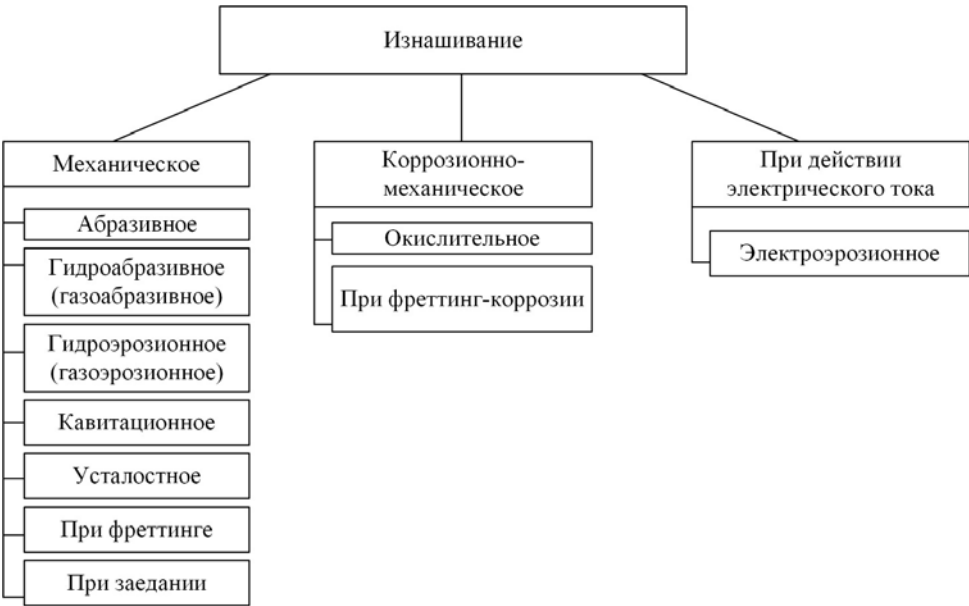 Изнашивание
Механическое
Абразивное
Гидроабразивное
(газоабразивное)
Гидроэрозионное
(газоэрозионное)
Кавитационное
Усталостное
При фреттинге
При заедании
Коррозионно-
механическое
Окислительное
При фреттинг-коррозии
При действии
электрического тока
Электроэрозионное